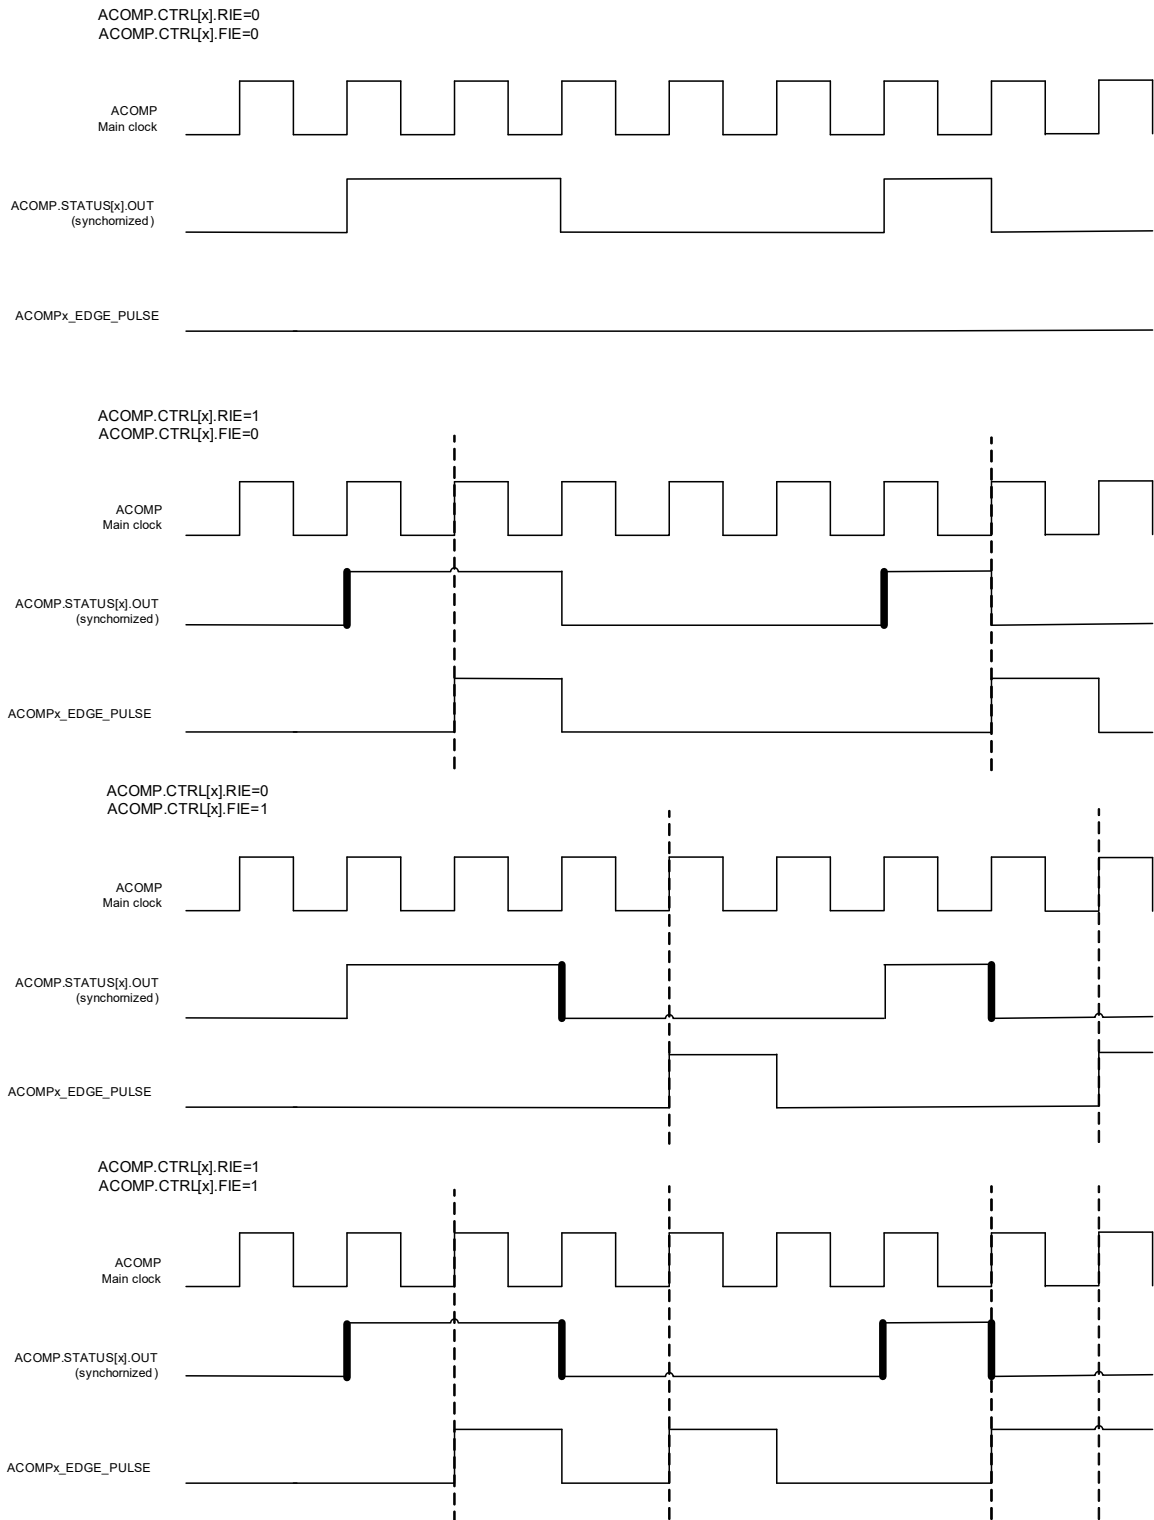 ACOMP.CTRL[x].RIE=0
ACOMP.CTRL[x].FIE=0
ACOMP
Main clock
ACOMP.STATUS[x].OUT
(synchornized)
ACOMPx_EDGE_PULSE
ACOMP.CTRL[x].RIE=1
ACOMP.CTRL[x].FIE=0
ACOMP
Main clock
ACOMP.STATUS[x].OUT
(synchornized)
ACOMPx_EDGE_PULSE
ACOMP.CTRL[x].RIE=0
ACOMP.CTRL[x].FIE=1
ACOMP
Main clock
ACOMP.STATUS[x].OUT
(synchornized)
ACOMPx_EDGE_PULSE
ACOMP.CTRL[x].RIE=1
ACOMP.CTRL[x].FIE=1
ACOMP
Main clock
ACOMP.STATUS[x].OUT
(synchornized)
ACOMPx_EDGE_PULSE